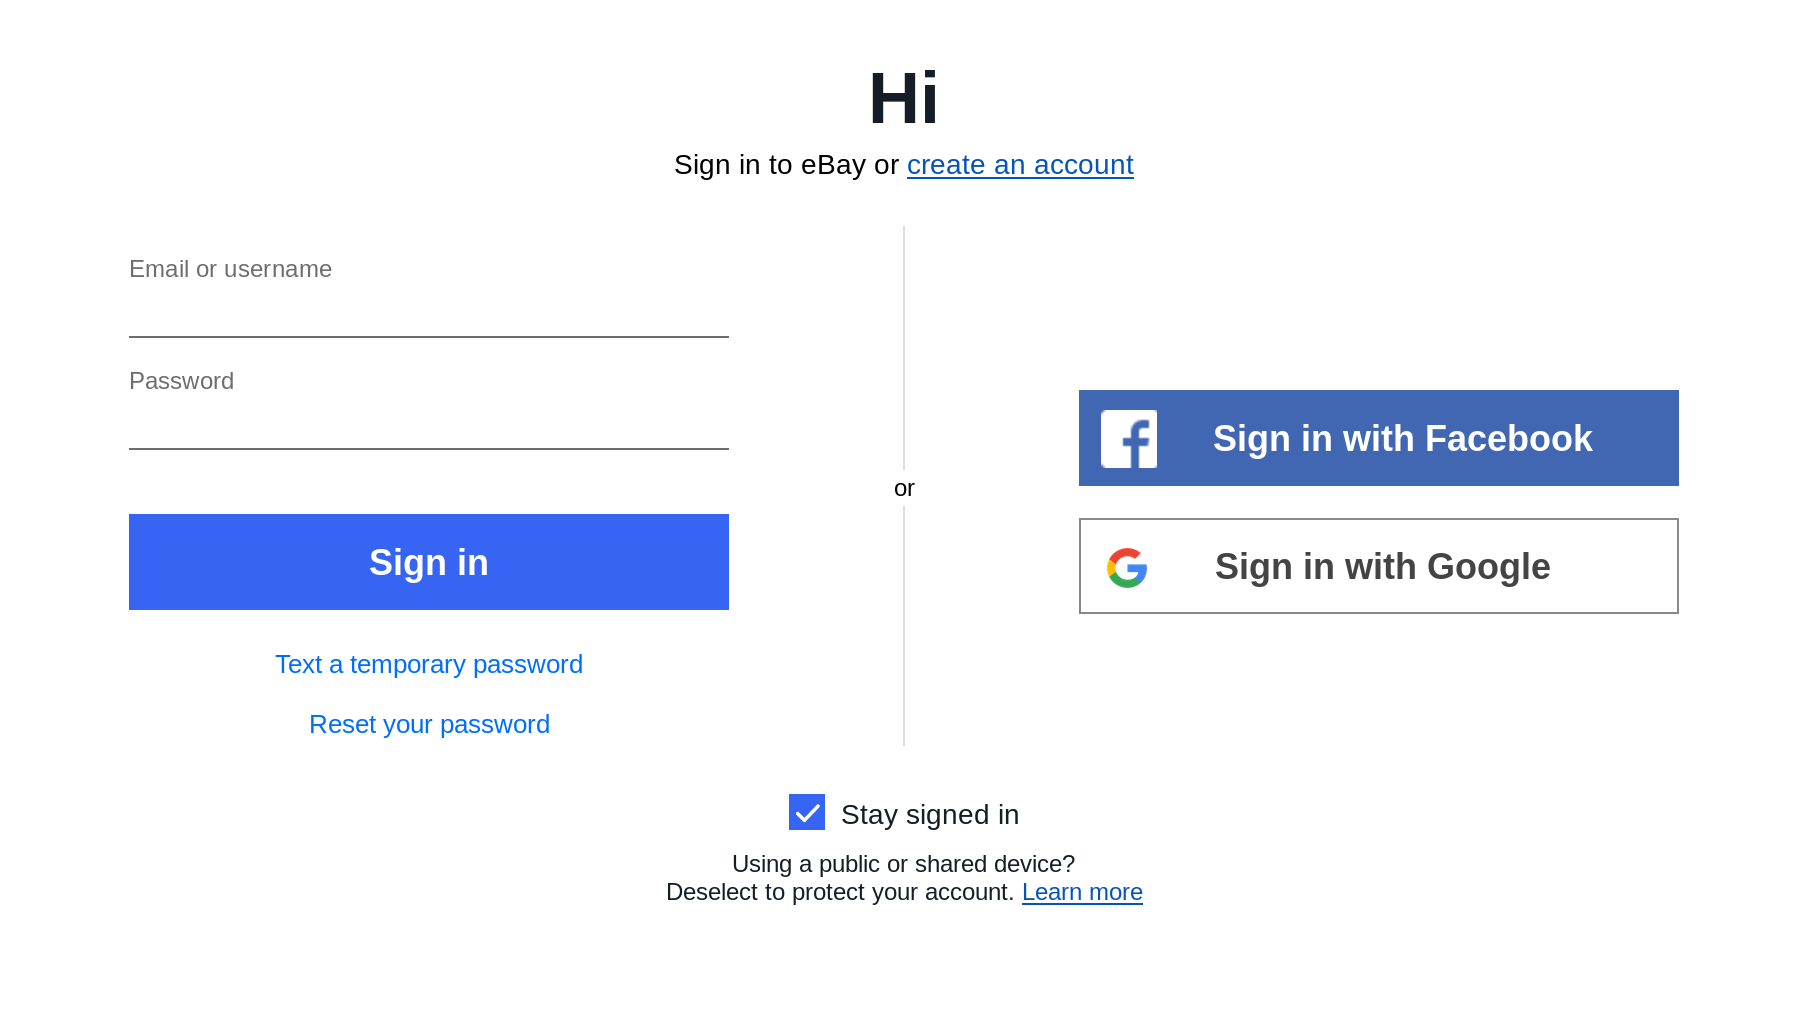 Hi
Sign in to eBay or create an account
Email or username
Password
Sign in
Text a temporary password
Reset your password
or
Sign in with Facebook
Sign in with Google
Stay signed in
Using a public or shared device?
Deselect to protect your account. Learn more